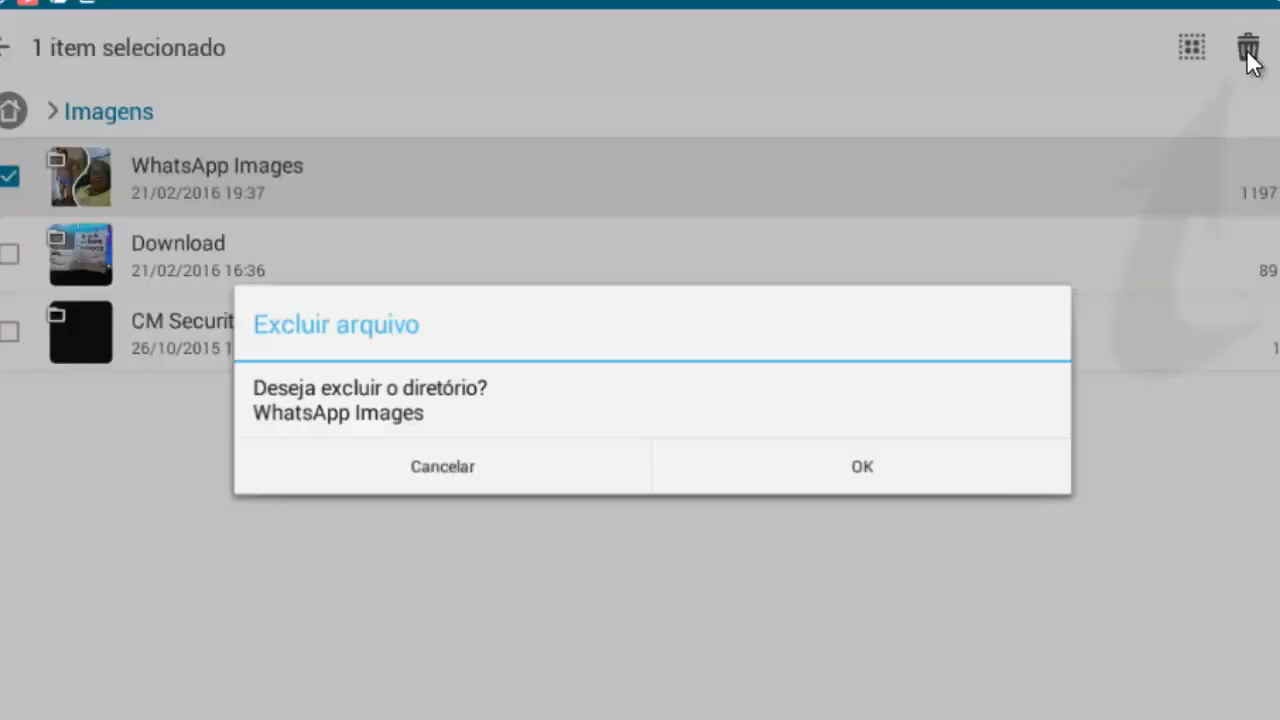 1 item selecionado
Imagens
WhatsApp Images
21/02/2016 19:37
1197
Download
21/02/2016 16:36
89
CM Securit
26/10/2015 1
1
Excluir arquivo
Deseja excluir o diretório?
WhatsApp Images
Cancelar
OK